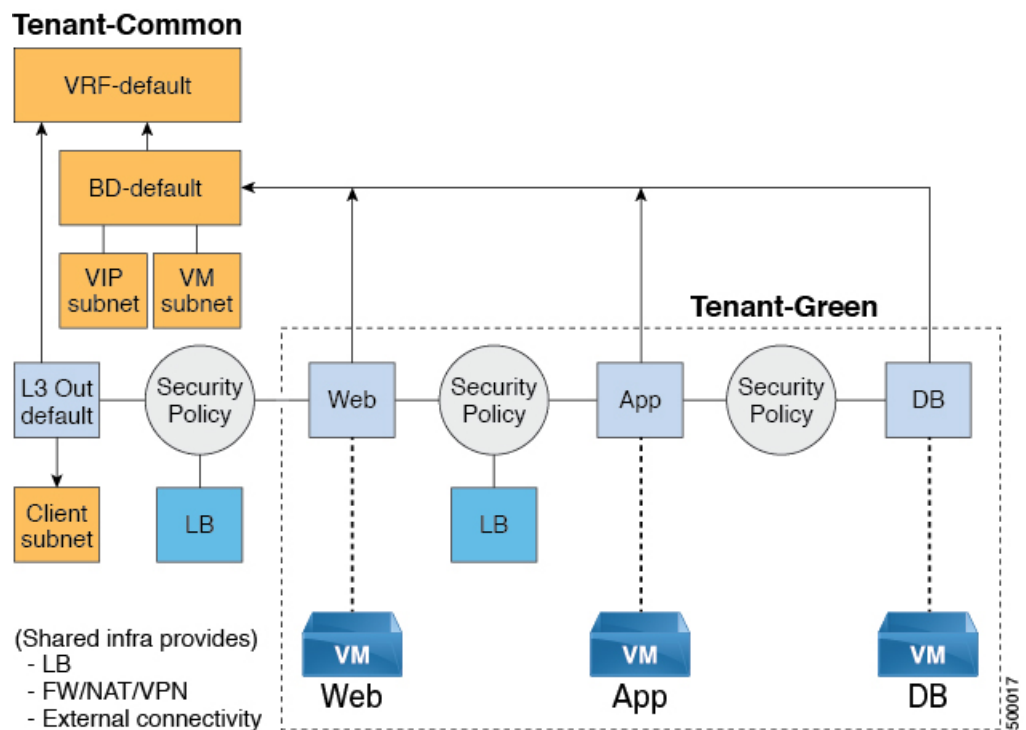 Tenant-Common
VRF-default
BD-default
VIP
subnet
VM
subnet
Tenant-Green
L3 Out
default
Security
Policy
Web
Security
Policy
App
Security
Policy
DB
Client
subnet
LB
LB
(Shared infra provides)
- LB
- FW/NAT/VPN
- External connectivity
VM
Web
VM
App
VM
DB
500017